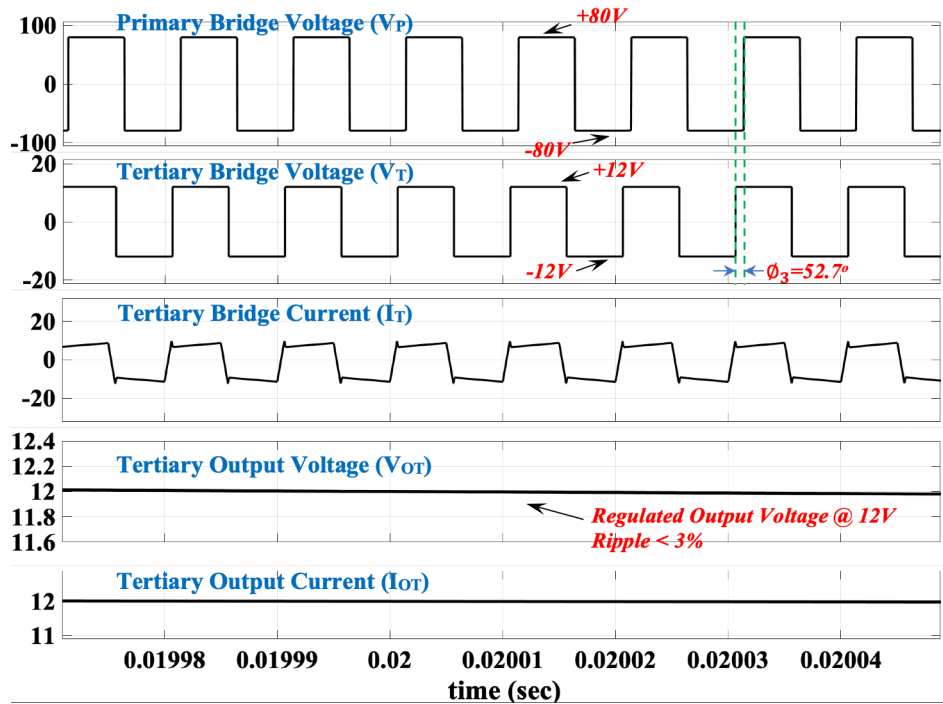 Primary Bridge Voltage (VP)
+80V
100
0
-100
-80V
Tertiary Bridge Voltage (VT)
+12V
20
0
-20
-12V
ϕ3=52.7o
Tertiary Bridge Current (IT)
20
0
-20
12.4
12.2
12
11.8
11.6
Tertiary Output Voltage (VOT)
Regulated Output Voltage @ 12V
Ripple < 3%
Tertiary Output Current (IOT)
12
11
0.01998 0.01999 0.02 0.02001 0.02002 0.02003 0.02004
time (sec)